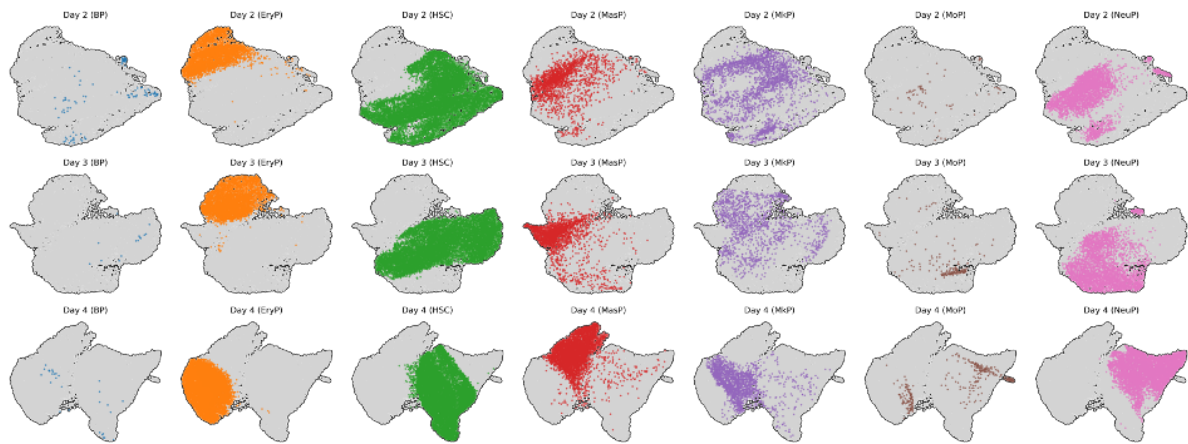 Day 2 (BP) Day 2 (EryP) Day 2 (HSC) Day 2 (MasP) Day 2 (MkP) Day 2 (MoP) Day 2 (NeuP)
Day 3 (BP) Day 3 (EryP) Day 3 (HSC) Day 3 (MasP) Day 3 (MkP) Day 3 (MoP) Day 3 (NeuP)
Day 4 (BP) Day 4 (EryP) Day 4 (HSC) Day 4 (MasP) Day 4 (MkP) Day 4 (MoP) Day 4 (NeuP)